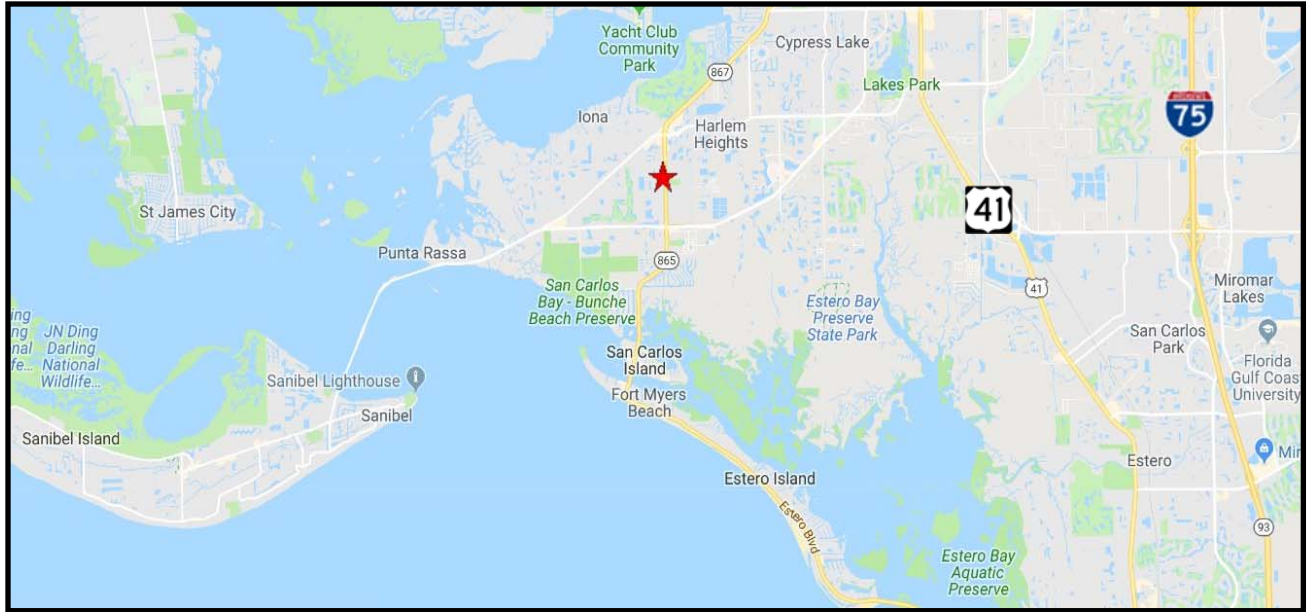 Yacht Club
Community
Park
Cypress Lake
867
Lakes Park
Iona
Harlem
Heights
INTERSTATE
75
St James City
41
Punta Rassa
865
San Carlos
Bay - Bunche
Beach Preserve
Estero Bay
Preserve
State Park
41
Miromar
Lakes
San Carlos
Park
JN Ding
Darling
National
Wildlife...
San Carlos
Island
Florida
Gulf Coast
University
Sanibel Lighthouse
Fort Myers
Beach
Sanibel
Sanibel Island
Estero Island
Estero
Mir
Estero Blvd
93
Estero Bay
Aquatic
Preserve